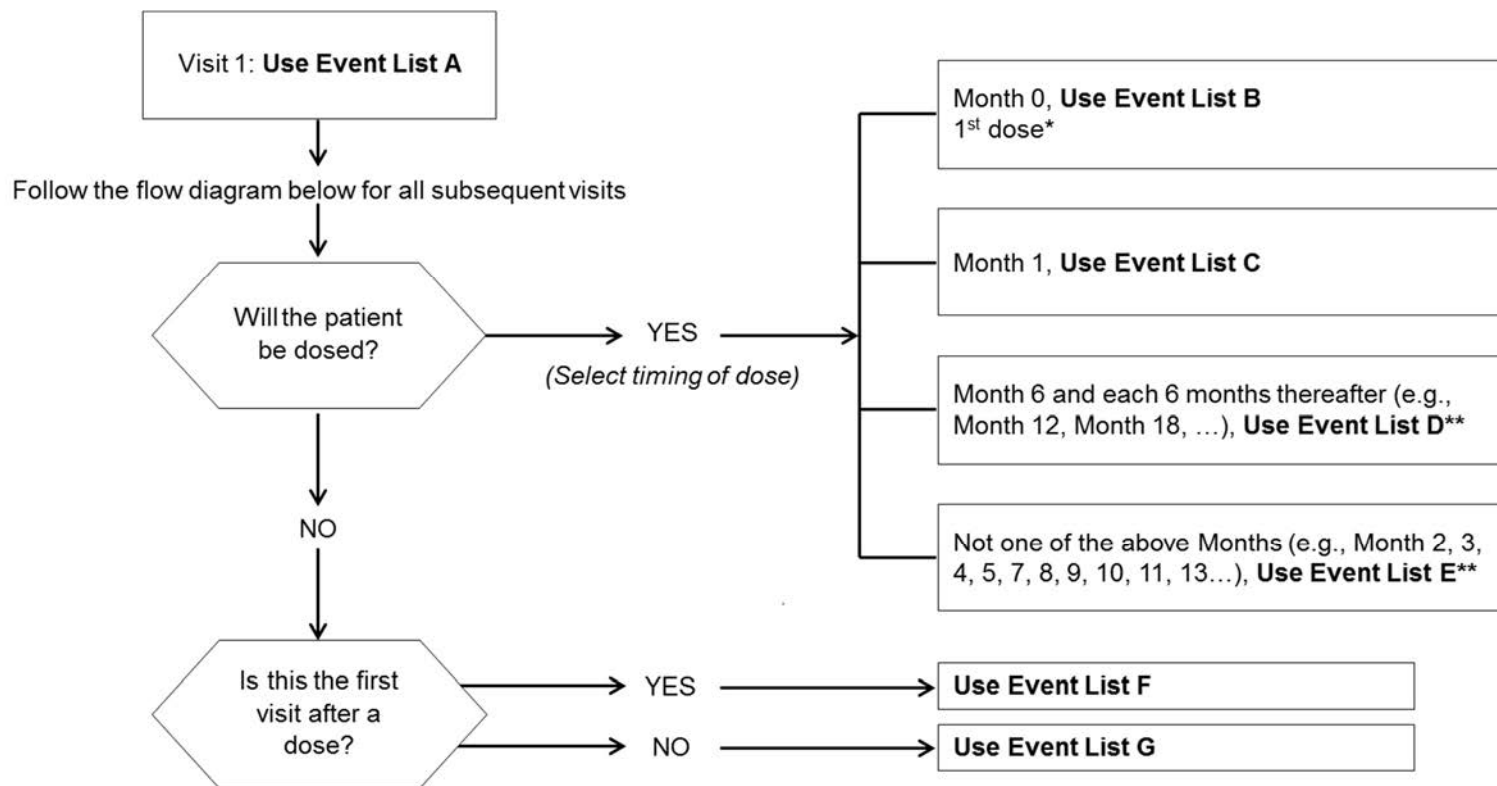 Visit 1: Use Event List A
Follow the flow diagram below for all subsequent visits
Will the patient
be dosed?
YES
(Select timing of dose)
Month 0, Use Event List B
1st dose*
Month 1, Use Event List C
Month 6 and each 6 months thereafter (e.g.,
Month 12, Month 18, …), Use Event List D**
Not one of the above Months (e.g., Month 2, 3,
4, 5, 7, 8, 9, 10, 11, 13…), Use Event List E**
NO
Is this the first
visit after a
dose?
YES
Use Event List F
NO
Use Event List G